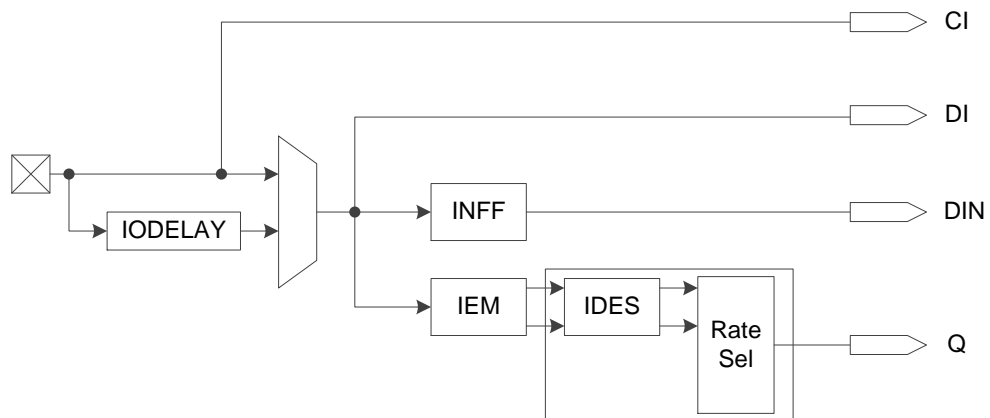 CI
DI
IODELAY
INFF
DIN
IEM
IDES
Rate
Sel
Q